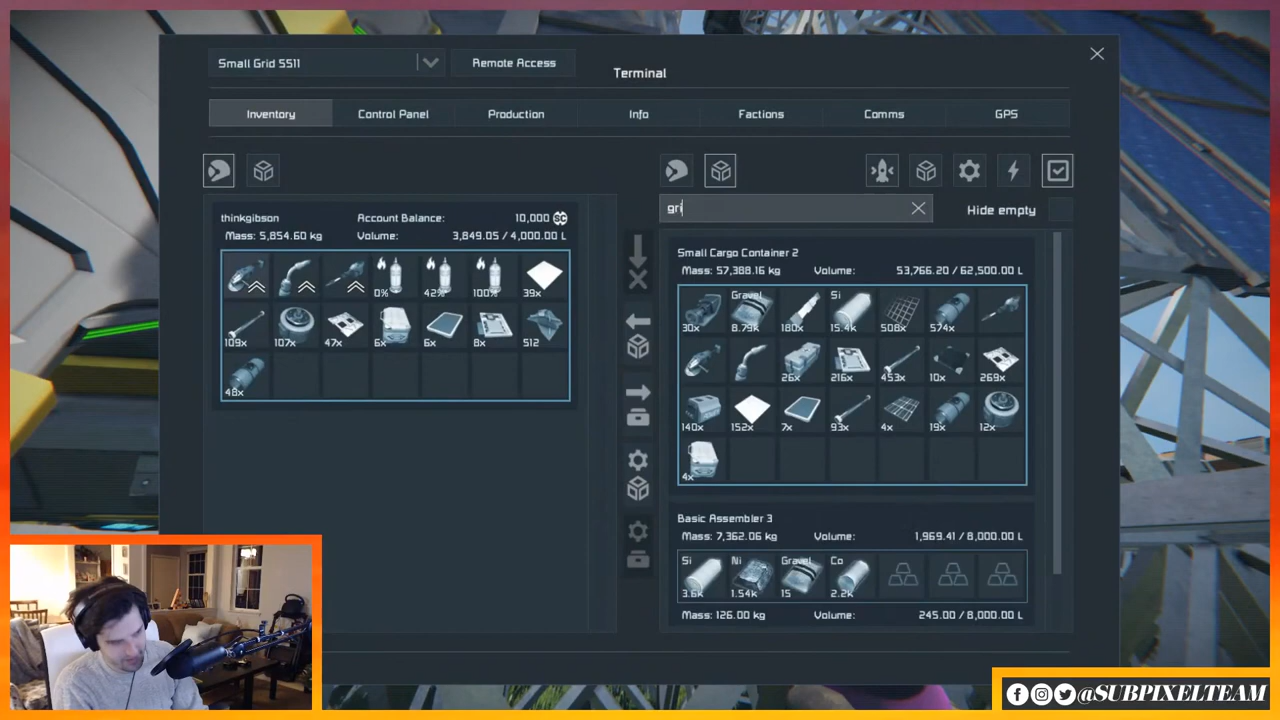 Small Grid 5511
Remote Access
Terminal
Inventory
Control Panel
Production
Info
Factions
Comms
GPS
gri
Hide empty
thinkgibson
Account Balance:
10,000 SC
Mass: 5,854.60 kg
Volume:
3,849.05 / 4,000.00 L
0%
42%
100%
39x
109x
107x
47x
6x
6x
8x
512
48x
Small Cargo Container 2
Mass: 57,388.16 kg
Volume:
53,766.20 / 62,500.00 L
Gravel
Si
30x
8.79k
180x
15.4k
508x
574x
26x
216x
453x
10x
269x
140x
152x
7x
93x
4x
19x
12x
4x
Basic Assembler 3
Mass: 7,362.06 kg
Volume:
1,969.41 / 8,000.00 L
Si
Ni
Gravel
Co
3.6k
1.54k
15
2.2k
Mass: 126.00 kg
Volume:
245.00 / 8,000.00 L
@SUBPIXELTEAM